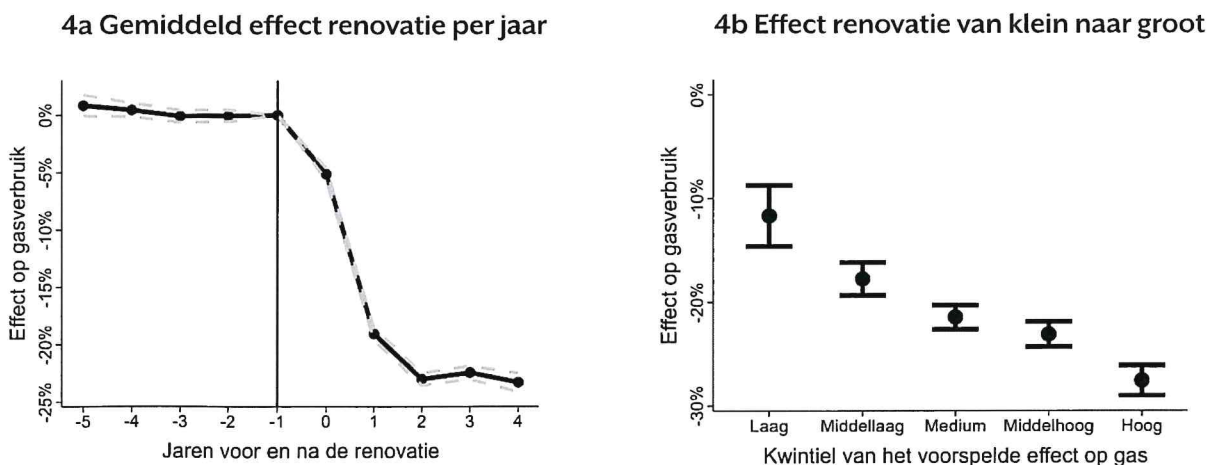 4a Gemiddeld effect renovatie per jaar
Effect op gasverbruik
0%
-5%
-10%
-15%
-20%
-25%
-5 -4 -3 -2 -1 0 1 2 3 4
Jaren voor en na de renovatie
4b Effect renovatie van klein naar groot
Effect op gasverbruik
0%
-10%
-20%
-30%
Laag Middellaag Medium Middelhoog Hoog
Kwintiel van het voorspelde effect op gas